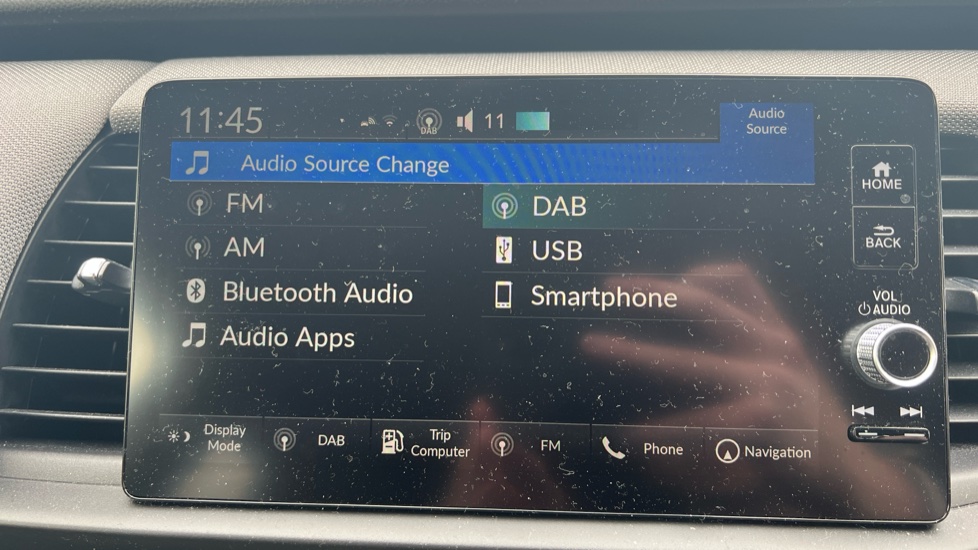 11:45
DAB
11
Audio
Source
Audio Source Change
HOME
FM
DAB
AM
USB
BACK
Bluetooth Audio
Smartphone
VOL
AUDIO
Audio Apps
Display
Mode
DAB
Trip
Computer
FM
Phone
Navigation